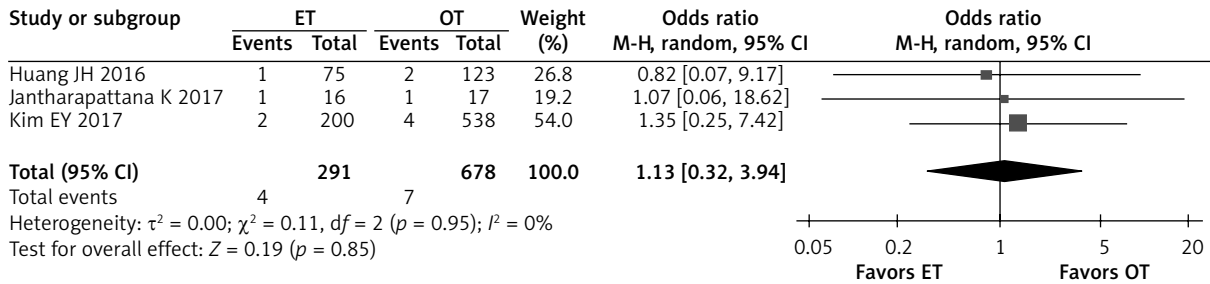 Study or subgroup ET OT Weight Odds ratio Odds ratio
Events Total Events Total (%) M-H, random, 95% CI M-H, random, 95% CI
Huang JH 2016 1 75 2 123 26.8 0.82 [0.07, 9.17]
Jantharapattana K 2017 1 16 1 17 19.2 1.07 [0.06, 18.62]
Kim EY 2017 2 200 4 538 54.0 1.35 [0.25, 7.42]
Total (95% CI) 291 678 100.0 1.13 [0.32, 3.94]
Total events 4 7
Heterogeneity: τ² = 0.00; χ² = 0.11, df = 2 (p = 0.95); I² = 0%
Test for overall effect: Z = 0.19 (p = 0.85)
0.05 0.2 1 5 20
Favors ET Favors OT